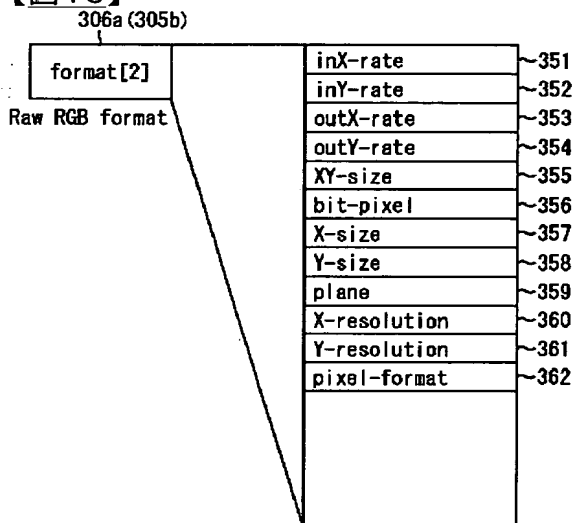 306a(305b)
format[2]
Raw RGB format
inX-rate ~351
inY-rate ~352
outX-rate ~353
outY-rate ~354
XY-size ~355
bit-pixel ~356
X-size ~357
Y-size ~358
plane ~359
X-resolution ~360
Y-resolution ~361
pixel-format ~362